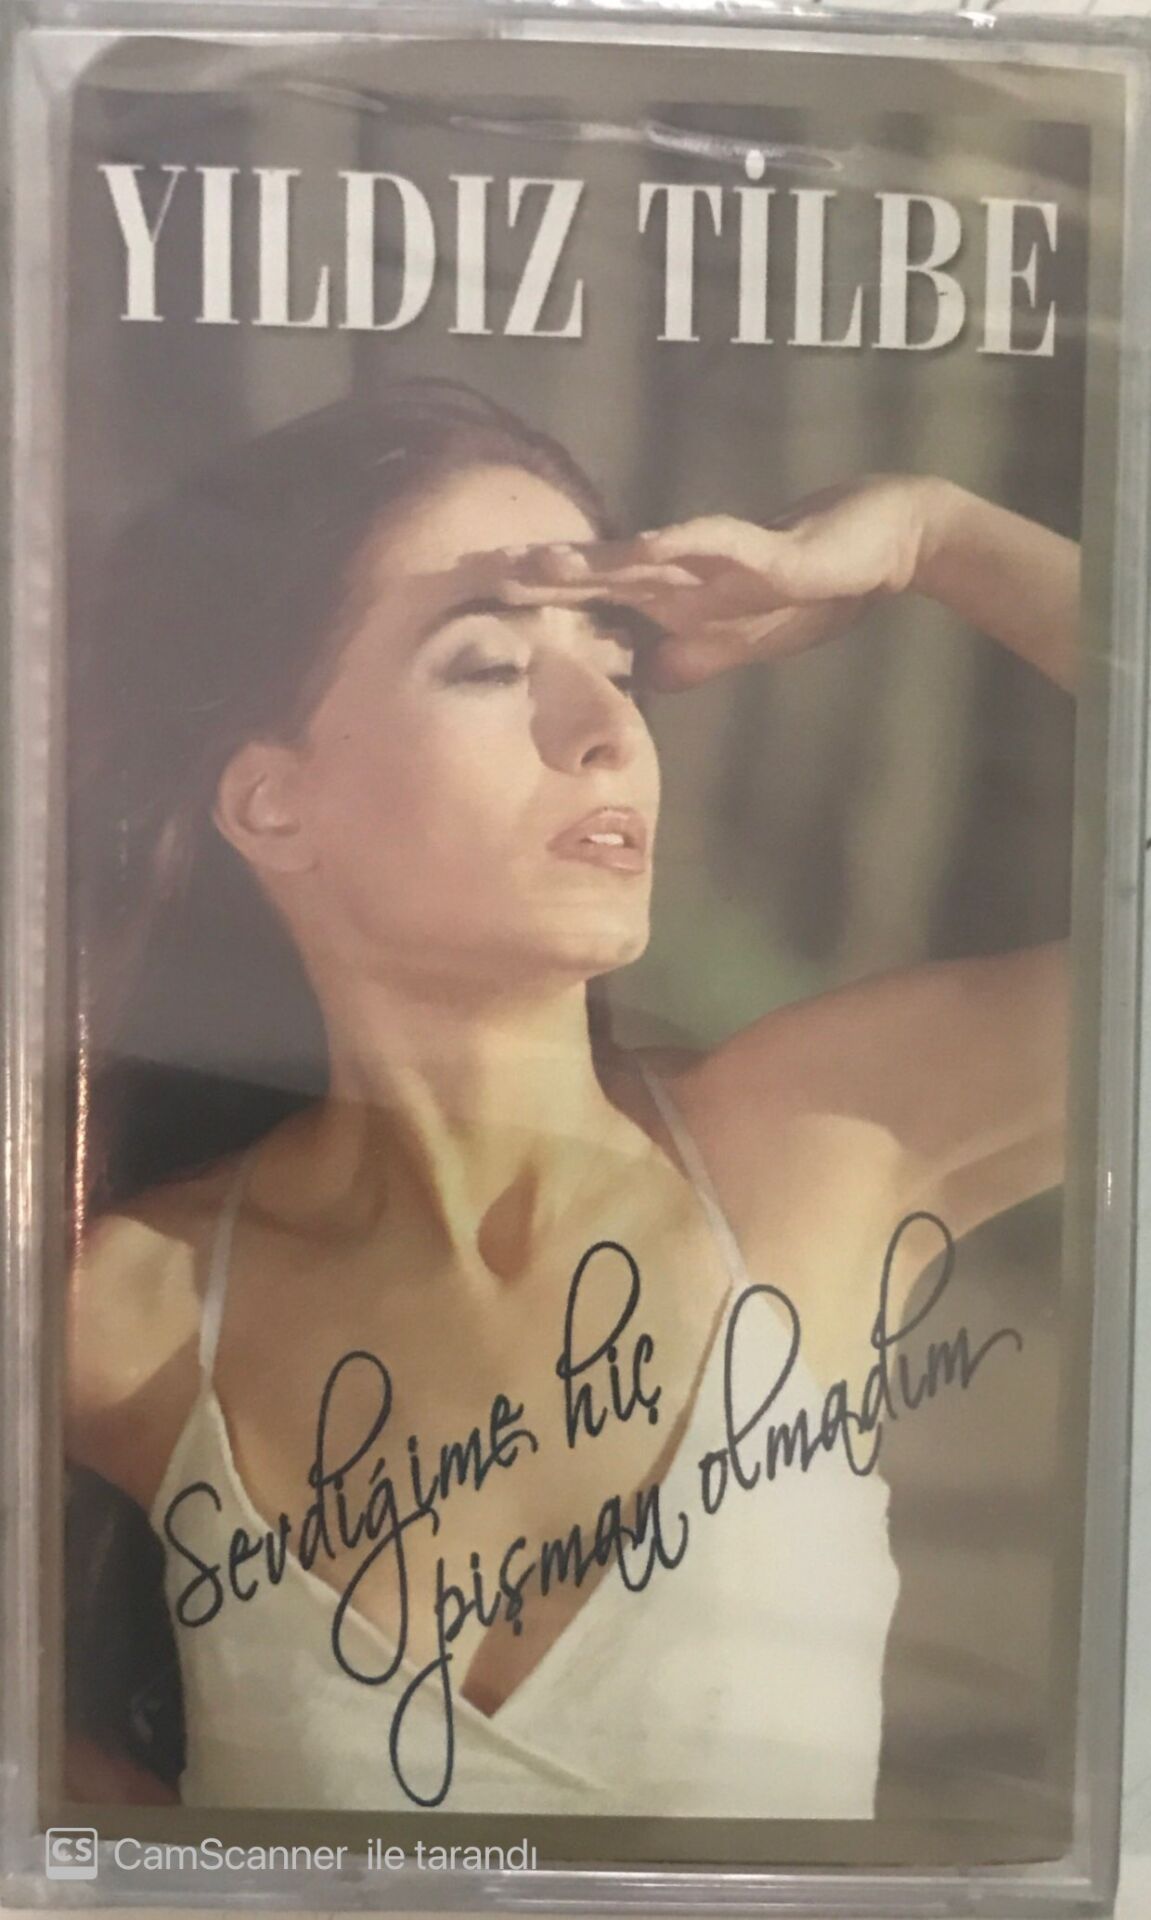 YILDIZ TİLBE
Sevdiğime hiç
pişman olmadım
CS CamScanner ile tarandı